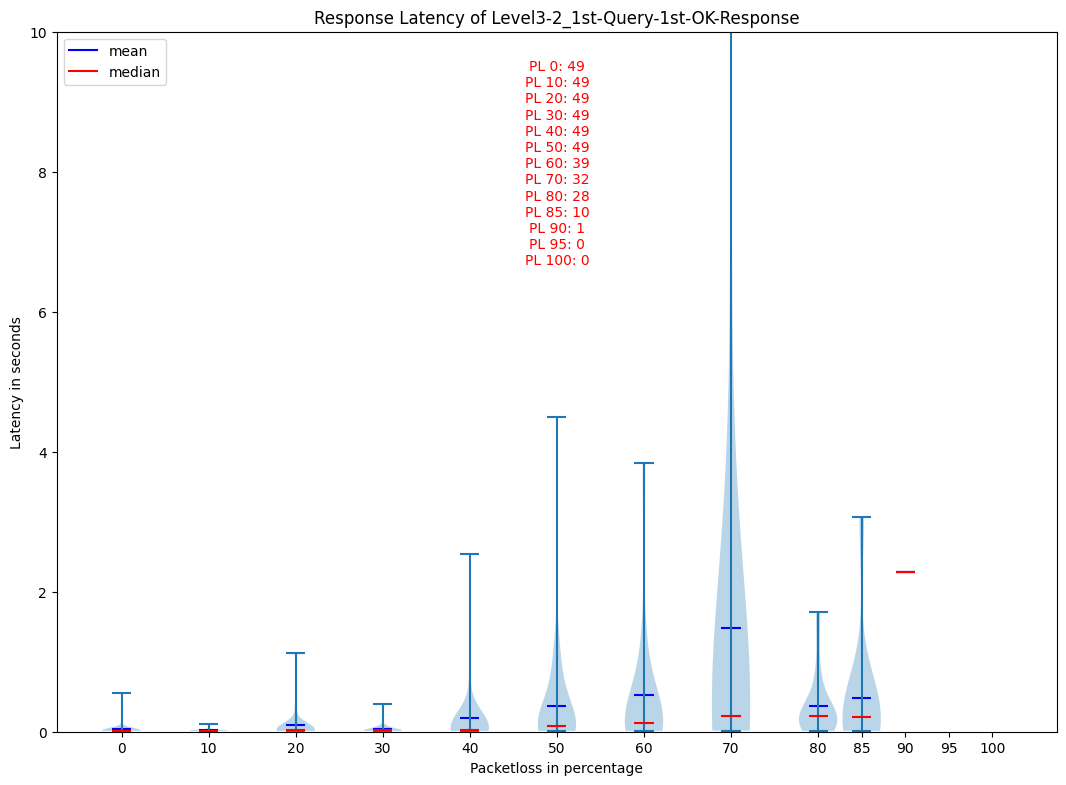 Response Latency of Level3-2_1st-Query-1st-OK-Response
mean
median
PL 0: 49
PL 10: 49
PL 20: 49
PL 30: 49
PL 40: 49
PL 50: 49
PL 60: 39
PL 70: 32
PL 80: 28
PL 85: 10
PL 90: 1
PL 95: 0
PL 100: 0
Latency in seconds
10
8
6
4
2
0
0 10 20 30 40 50 60 70 80 85 90 95 100
Packetloss in percentage